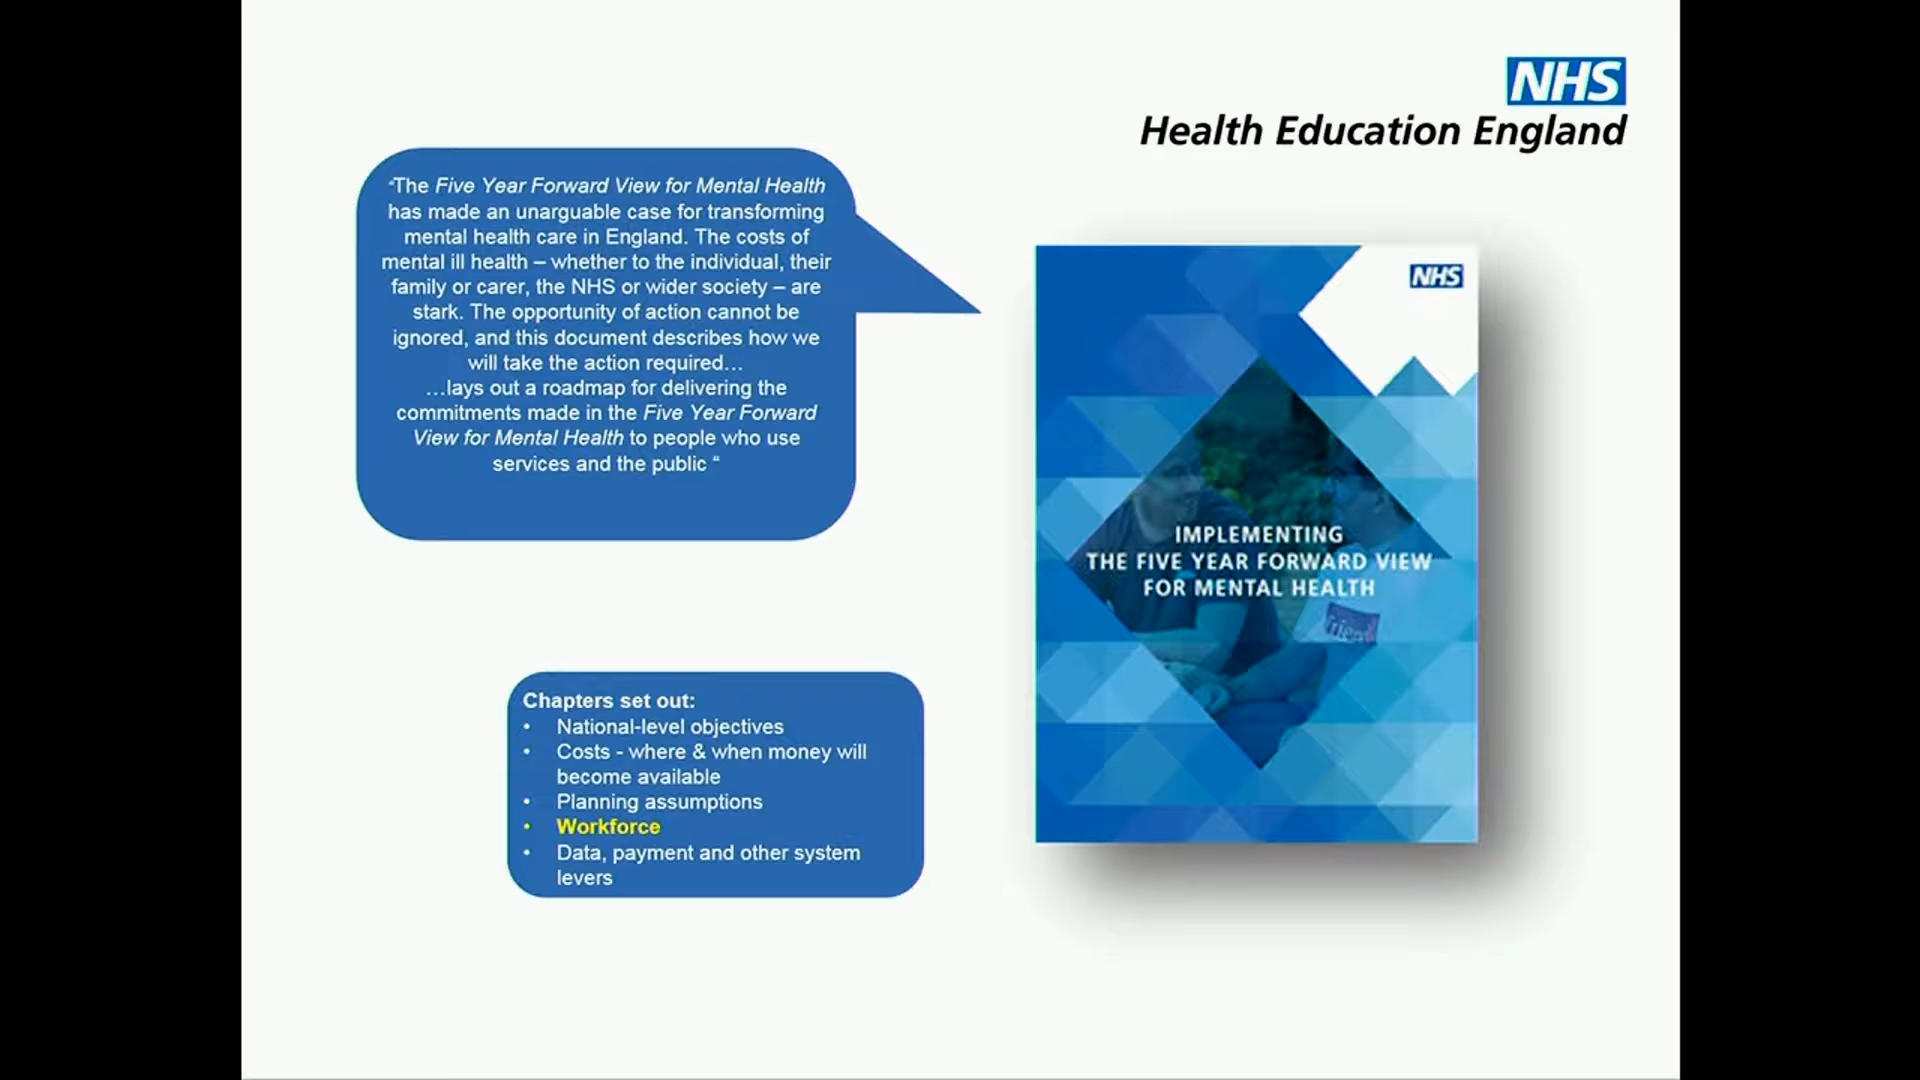 NHS
Health Education England
“The Five Year Forward View for Mental Health
has made an unarguable case for transforming
mental health care in England. The costs of
mental ill health – whether to the individual, their
family or carer, the NHS or wider society – are
stark. The opportunity of action cannot be
ignored, and this document describes how we
will take the action required…
…lays out a roadmap for delivering the
commitments made in the Five Year Forward
View for Mental Health to people who use
services and the public “
NHS
IMPLEMENTING
THE FIVE YEAR FORWARD VIEW
FOR MENTAL HEALTH
friend
Chapters set out:
• National-level objectives
• Costs - where & when money will
become available
• Planning assumptions
• Workforce
• Data, payment and other system
levers